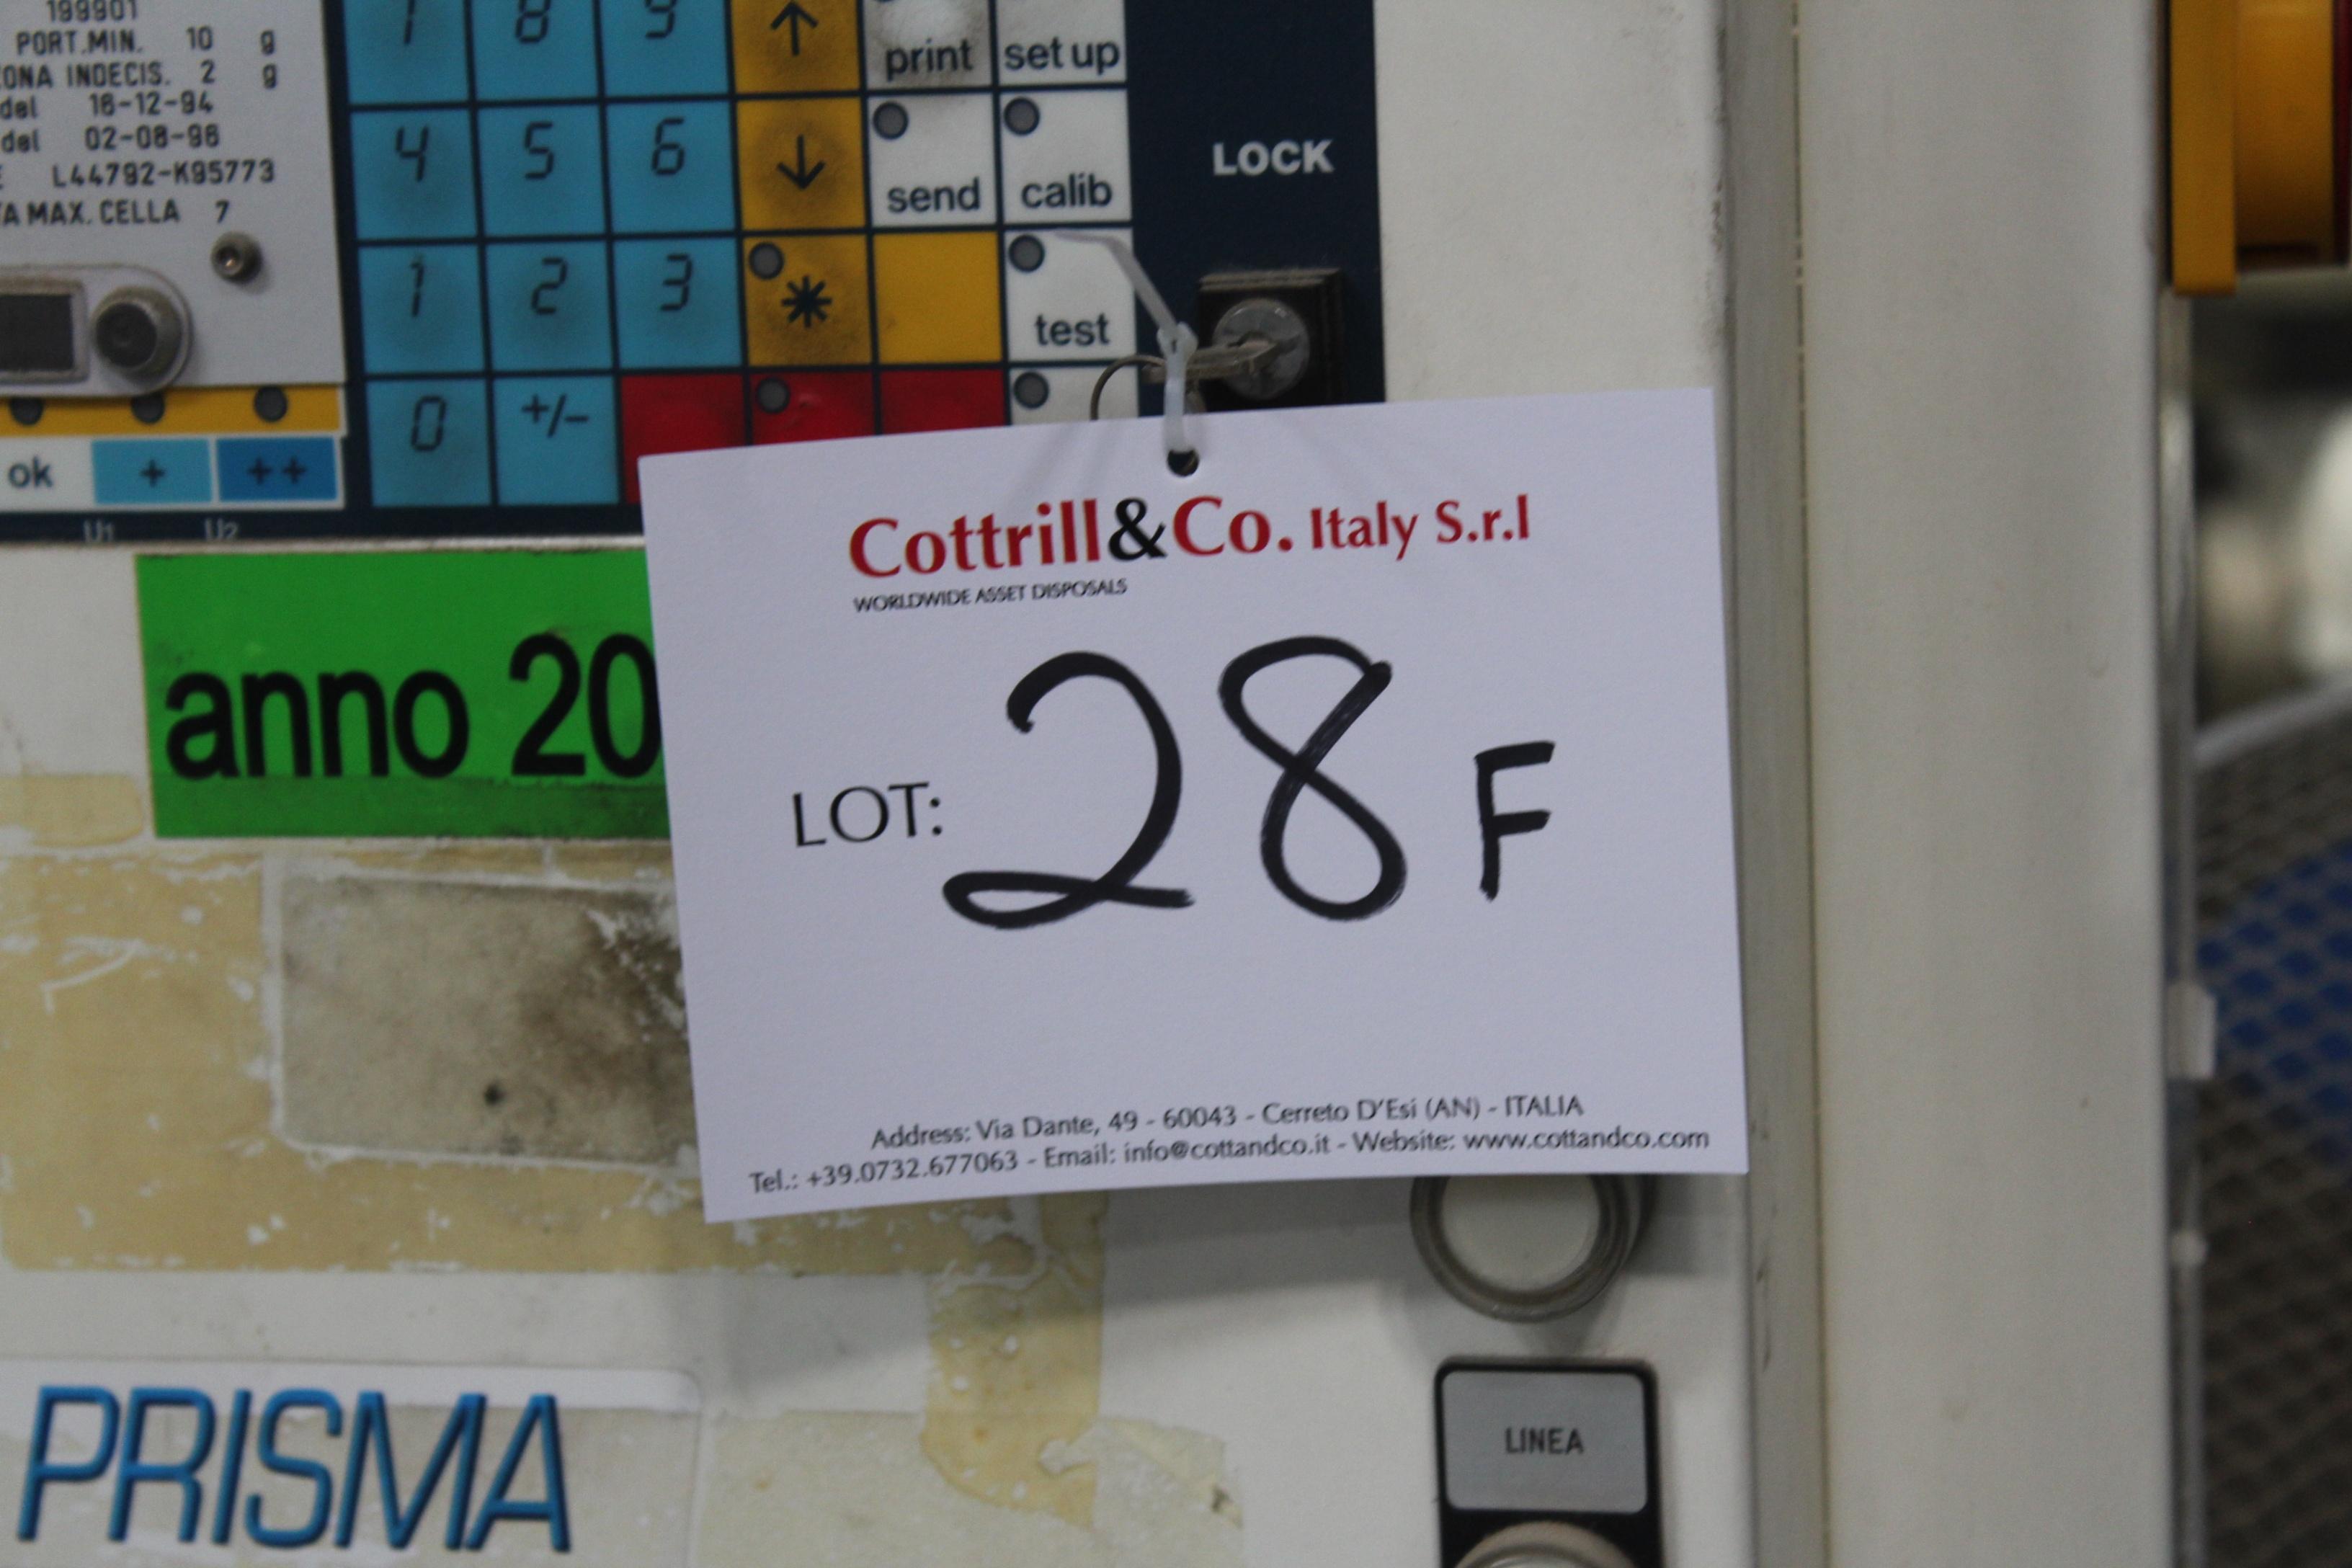 199901
PORT.MIN. 10 g
ZONA INDECIS. 2 g
del 16-12-94
del 02-08-96
L44792-K95773
MAX. CELLA 7
7 8 9 ↑ print set up
4 5 6 ↓ send calib
1 2 3 * test
0 +/-
LOCK
ok + ++
U1 U2
anno 20
Cottrill&Co. Italy S.r.l
WORLDWIDE ASSET DISPOSALS
LOT: 28 F
Address: Via Dante, 49 - 60043 - Cerreto D'Esi (AN) - ITALIA
Tel.: +39.0732.677063 - Email: info@cottandco.it - Website: www.cottandco.com
LINEA
PRISMA